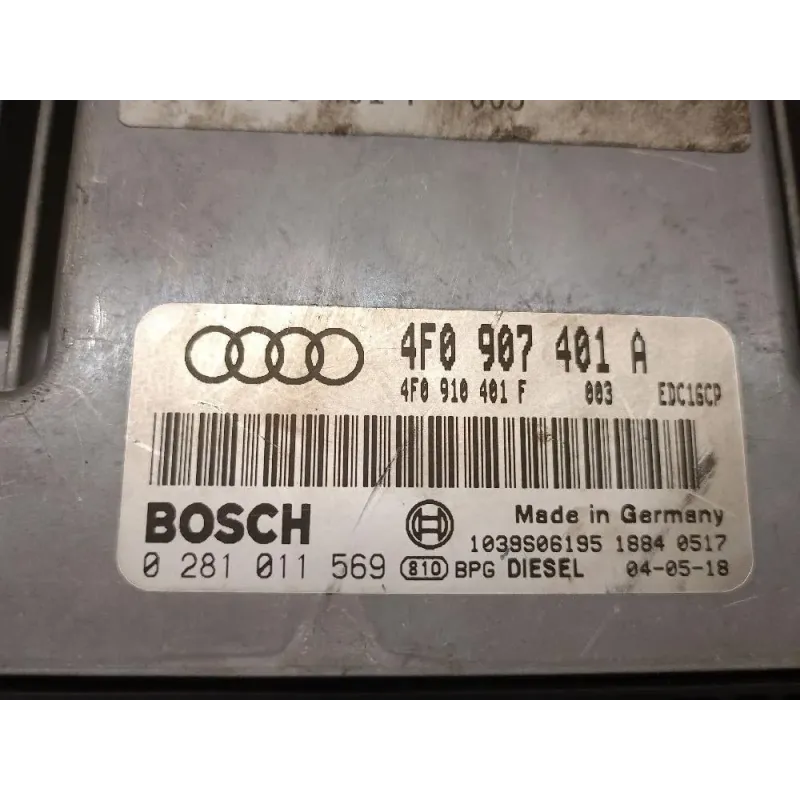 4F0 907 401 A
4F0 910 401 F 003 EDC16CP
BOSCH
Made in Germany
1039S06195 1884 0517
0 281 011 569 810 BPG DIESEL 04-05-18